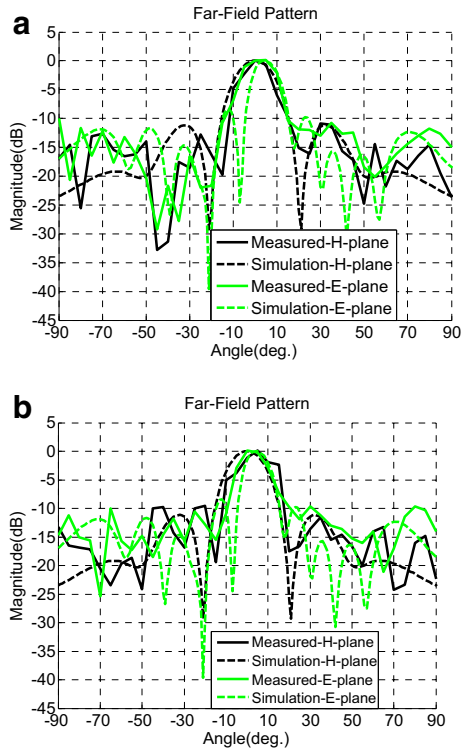 a
Far-Field Pattern
5
0
-5
-10
-15
-20
-25
-30
-35
-40
-45
Magnitude(dB)
Measured-H-plane
Simulation-H-plane
Measured-E-plane
Simulation-E-plane
-90 -70 -50 -30 -10 10 30 50 70 90
Angle(deg.)
b
Far-Field Pattern
5
0
-5
-10
-15
-20
-25
-30
-35
-40
-45
Magnitude(dB)
Measured-H-plane
Simulation-H-plane
Measured-E-plane
Simulation-E-plane
-90 -70 -50 -30 -10 10 30 50 70 90
Angle(deg.)